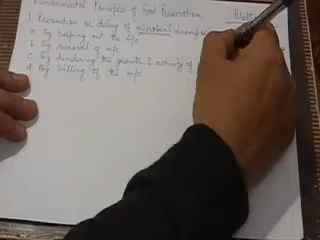 Fundamental Principles of Food Preservation
1 Prevention or delay of microbial decomposi
a. By keeping out the m/o
b. By removal of m/o
c. By hindering the growth & activity of
d By killing of the m/o